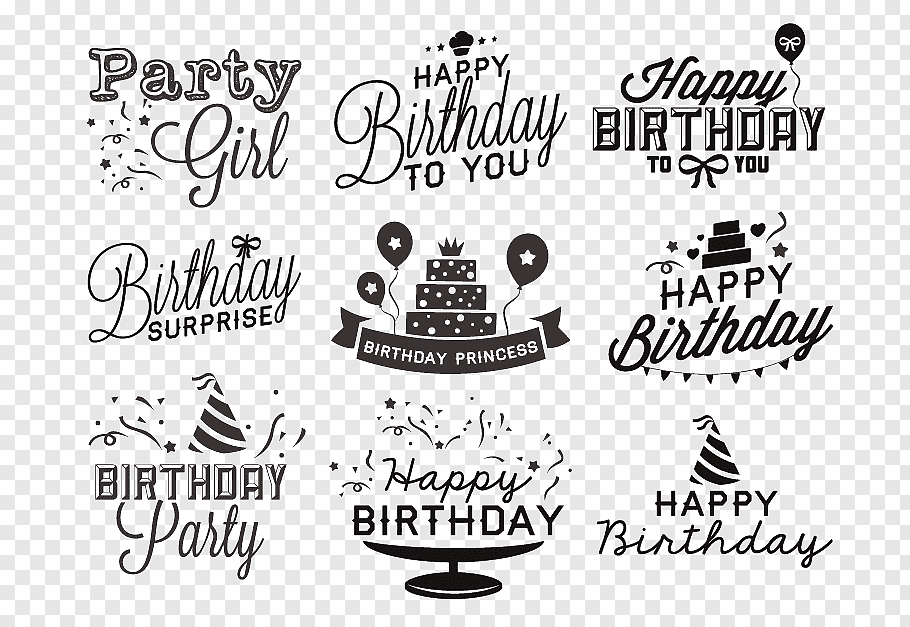 Party
Girl
HAPPY
Birthday
TO YOU
Happy
BIRTHDAY
TO YOU
Birthday
SURPRISE
BIRTHDAY PRINCESS
HAPPY
Birthday
BIRTHDAY
Party
Happy
BIRTHDAY
HAPPY
Birthday